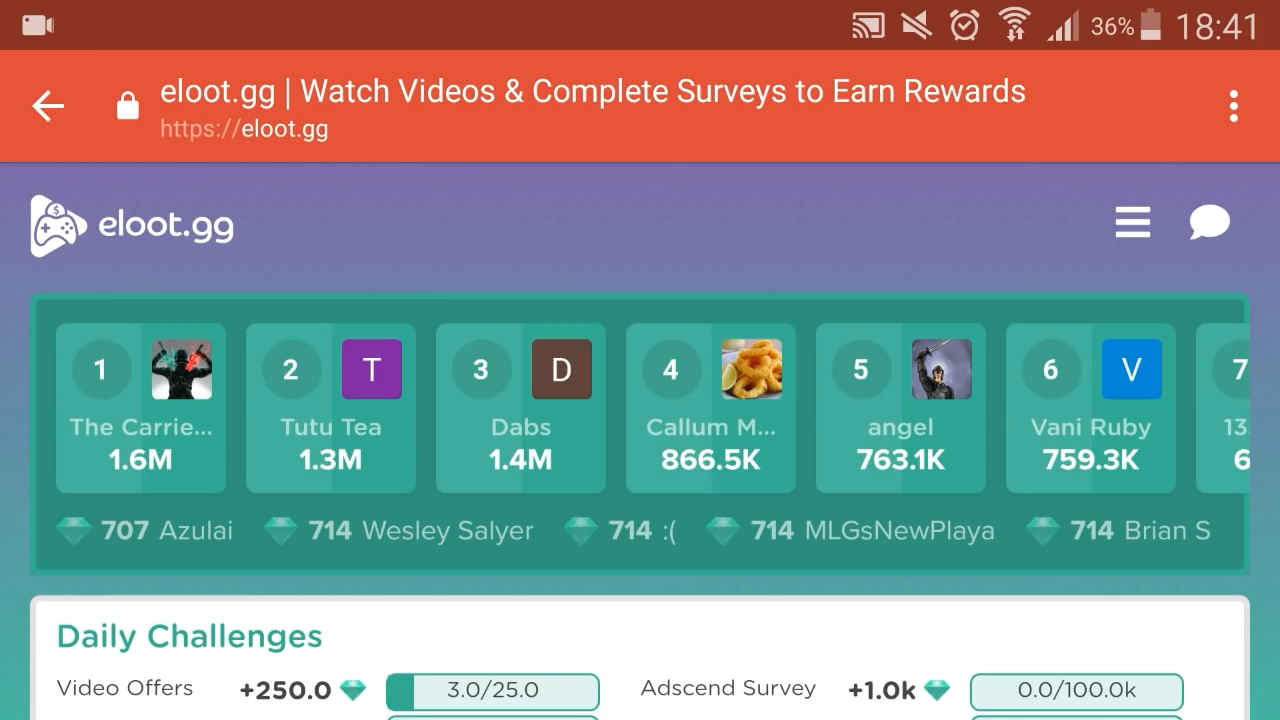 36% 18:41
eloot.gg | Watch Videos & Complete Surveys to Earn Rewards
https://eloot.gg
eloot.gg
1 2 T 3 D 4 5 6 V 7
The Carrie... Tutu Tea Dabs Callum M... angel Vani Ruby 13
1.6M 1.3M 1.4M 866.5K 763.1K 759.3K 6
707 Azulai 714 Wesley Salyer 714 :( 714 MLGsNewPlaya 714 Brian S
Daily Challenges
Video Offers +250.0 3.0/25.0 Adscend Survey +1.0k 0.0/100.0k